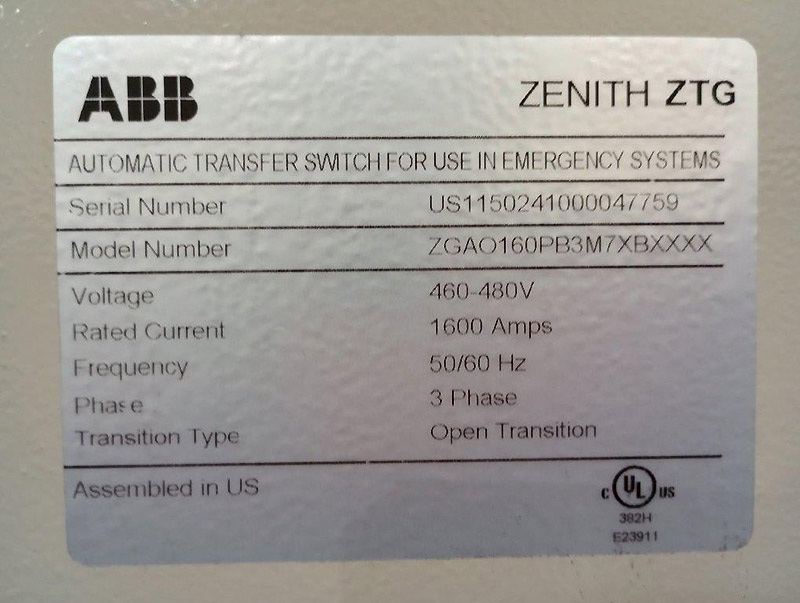 ABB
ZENITH ZTG
AUTOMATIC TRANSFER SWITCH FOR USE IN EMERGENCY SYSTEMS
Serial Number US1150241000047759
Model Number ZGAO160PB3M7XBXXXX
Voltage 460-480V
Rated Current 1600 Amps
Frequency 50/60 Hz
Phase 3 Phase
Transition Type Open Transition
Assembled in US
C UL US
382H
E23911